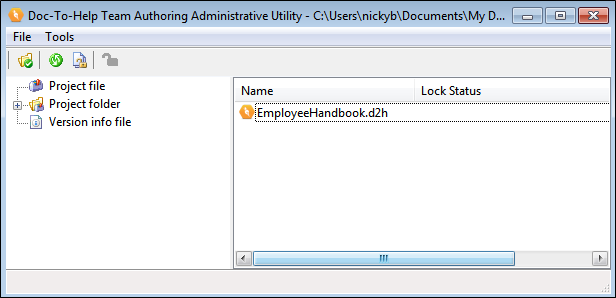 Doc-To-Help Team Authoring Administrative Utility - C:\Users\nickyb\Documents\My D...
File Tools
Project file
Project folder
Version info file
Name Lock Status
EmployeeHandbook.d2h